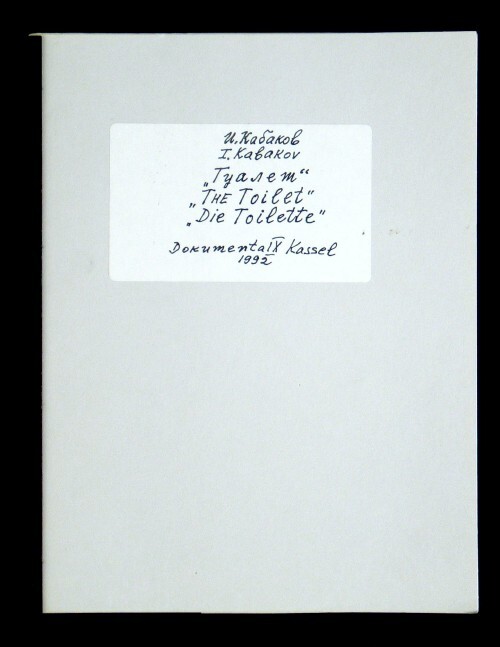 И. Кабаков
I. Kabakov
„Туалет“
„The Toilet“
„Die Toilette“
Dokumenta IX Kassel
1992